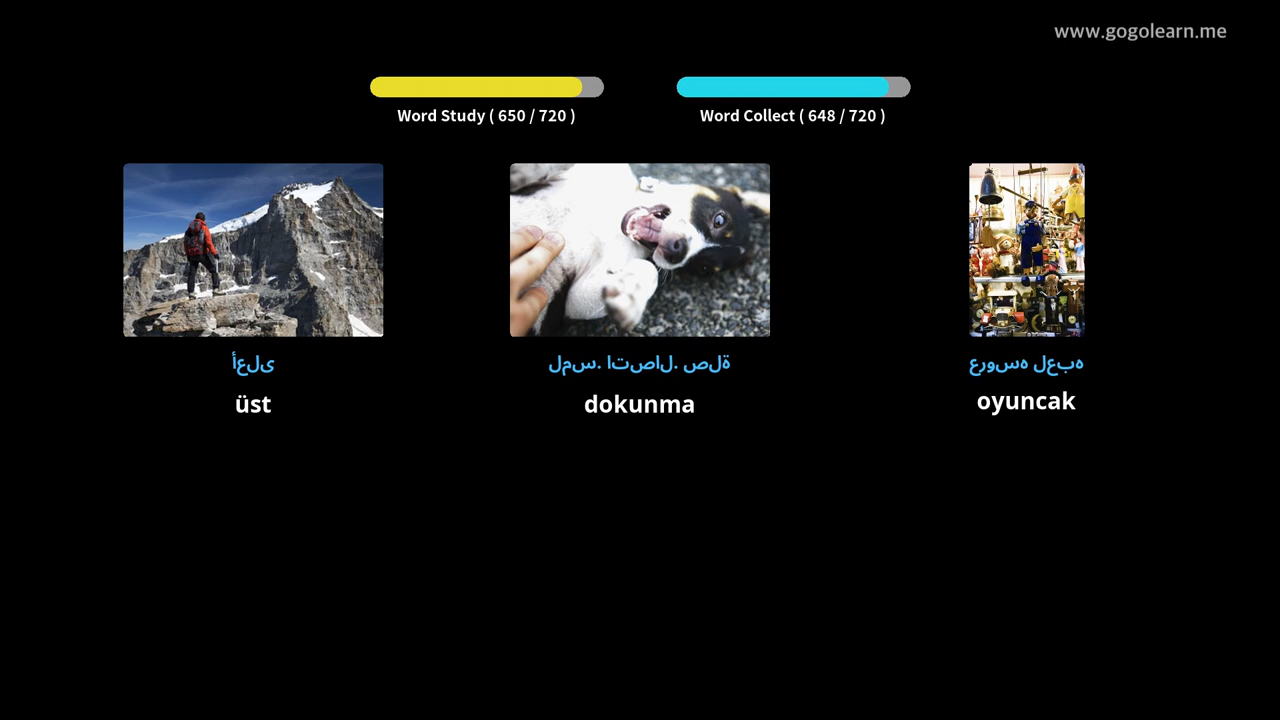 www.gogolearn.me
Word Study ( 650 / 720 )
Word Collect ( 648 / 720 )
أعلى
لمس. اتصال. صلة
عروسه لعبه
üst
dokunma
oyuncak